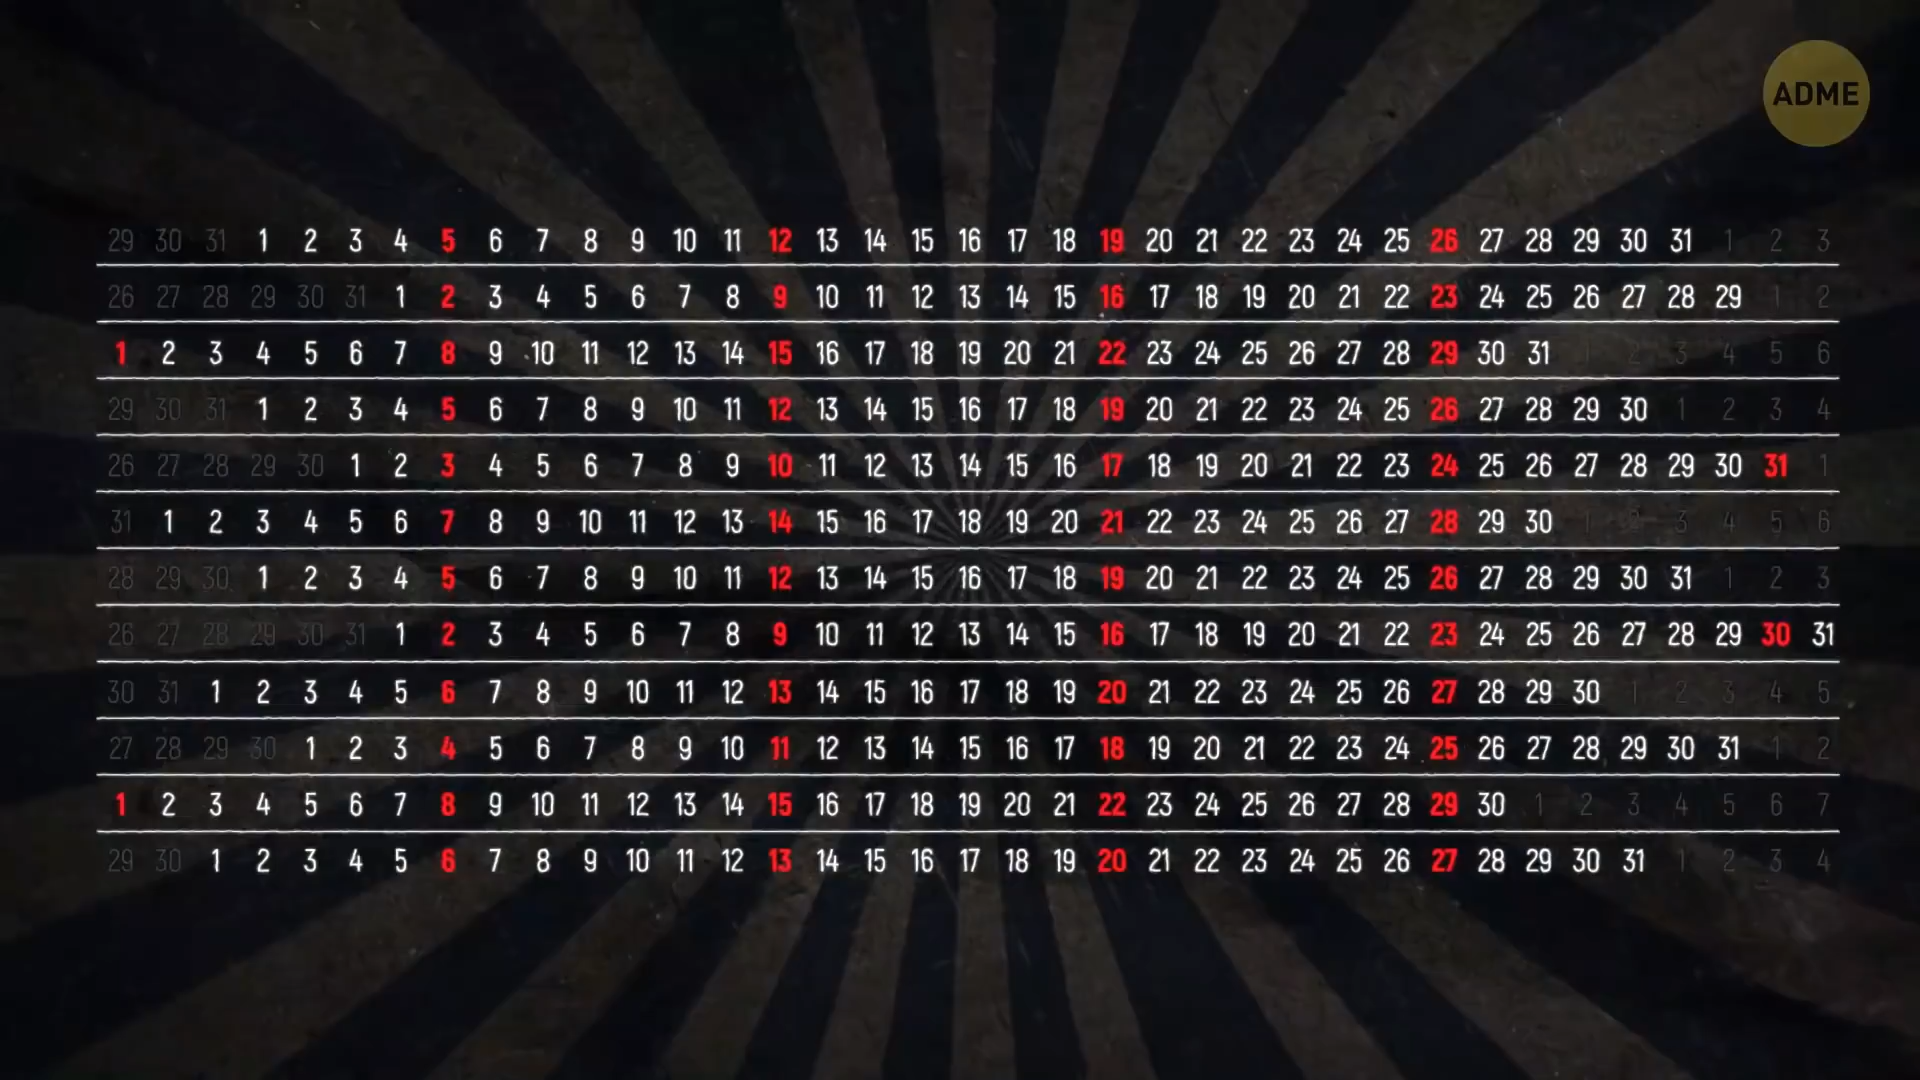 ADME
29 30 31 1 2 3 4 5 6 7 8 9 10 11 12 13 14 15 16 17 18 19 20 21 22 23 24 25 26 27 28 29 30 31 1 2 3
26 27 28 29 30 31 1 2 3 4 5 6 7 8 9 10 11 12 13 14 15 16 17 18 19 20 21 22 23 24 25 26 27 28 29 1 2
1 2 3 4 5 6 7 8 9 10 11 12 13 14 15 16 17 18 19 20 21 22 23 24 25 26 27 28 29 30 31 1 2 3 4 5 6
29 30 31 1 2 3 4 5 6 7 8 9 10 11 12 13 14 15 16 17 18 19 20 21 22 23 24 25 26 27 28 29 30 1 2 3 4
26 27 28 29 30 1 2 3 4 5 6 7 8 9 10 11 12 13 14 15 16 17 18 19 20 21 22 23 24 25 26 27 28 29 30 31 1
31 1 2 3 4 5 6 7 8 9 10 11 12 13 14 15 16 17 18 19 20 21 22 23 24 25 26 27 28 29 30 1 2 3 4 5 6
28 29 30 1 2 3 4 5 6 7 8 9 10 11 12 13 14 15 16 17 18 19 20 21 22 23 24 25 26 27 28 29 30 31 1 2 3
26 27 28 29 30 31 1 2 3 4 5 6 7 8 9 10 11 12 13 14 15 16 17 18 19 20 21 22 23 24 25 26 27 28 29 30 31
30 31 1 2 3 4 5 6 7 8 9 10 11 12 13 14 15 16 17 18 19 20 21 22 23 24 25 26 27 28 29 30 1 2 3 4 5
27 28 29 30 1 2 3 4 5 6 7 8 9 10 11 12 13 14 15 16 17 18 19 20 21 22 23 24 25 26 27 28 29 30 31 1 2
1 2 3 4 5 6 7 8 9 10 11 12 13 14 15 16 17 18 19 20 21 22 23 24 25 26 27 28 29 30 1 2 3 4 5 6 7
29 30 1 2 3 4 5 6 7 8 9 10 11 12 13 14 15 16 17 18 19 20 21 22 23 24 25 26 27 28 29 30 31 1 2 3 4